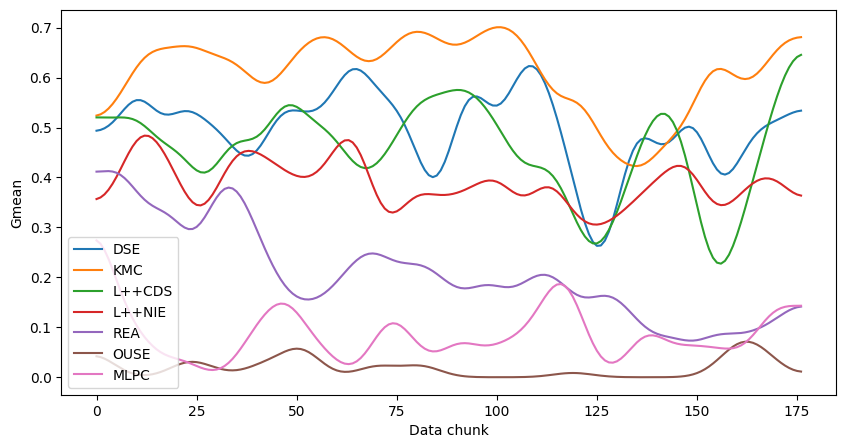 0.7
0.6
0.5
0.4
0.3
0.2
0.1
0.0
Gmean
DSE
KMC
L++CDS
L++NIE
REA
OUSE
MLPC
0 25 50 75 100 125 150 175
Data chunk